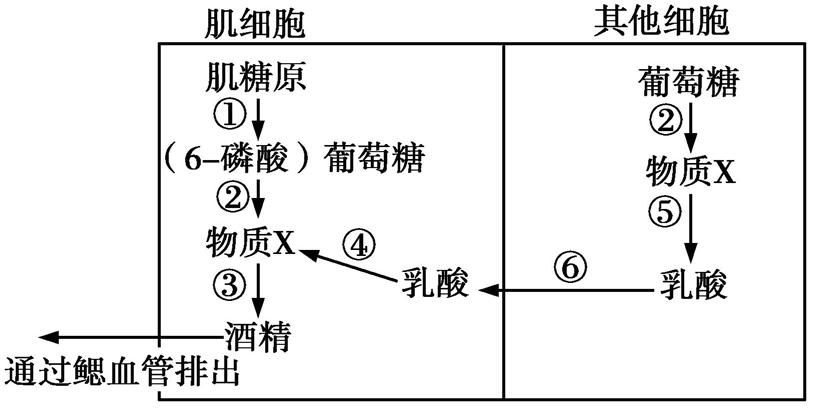 肌细胞
其他细胞
肌糖原
①
(6-磷酸)葡萄糖
②
物质X
③
酒精
通过鳃血管排出
④
乳酸
⑥
葡萄糖
②
物质X
⑤
乳酸